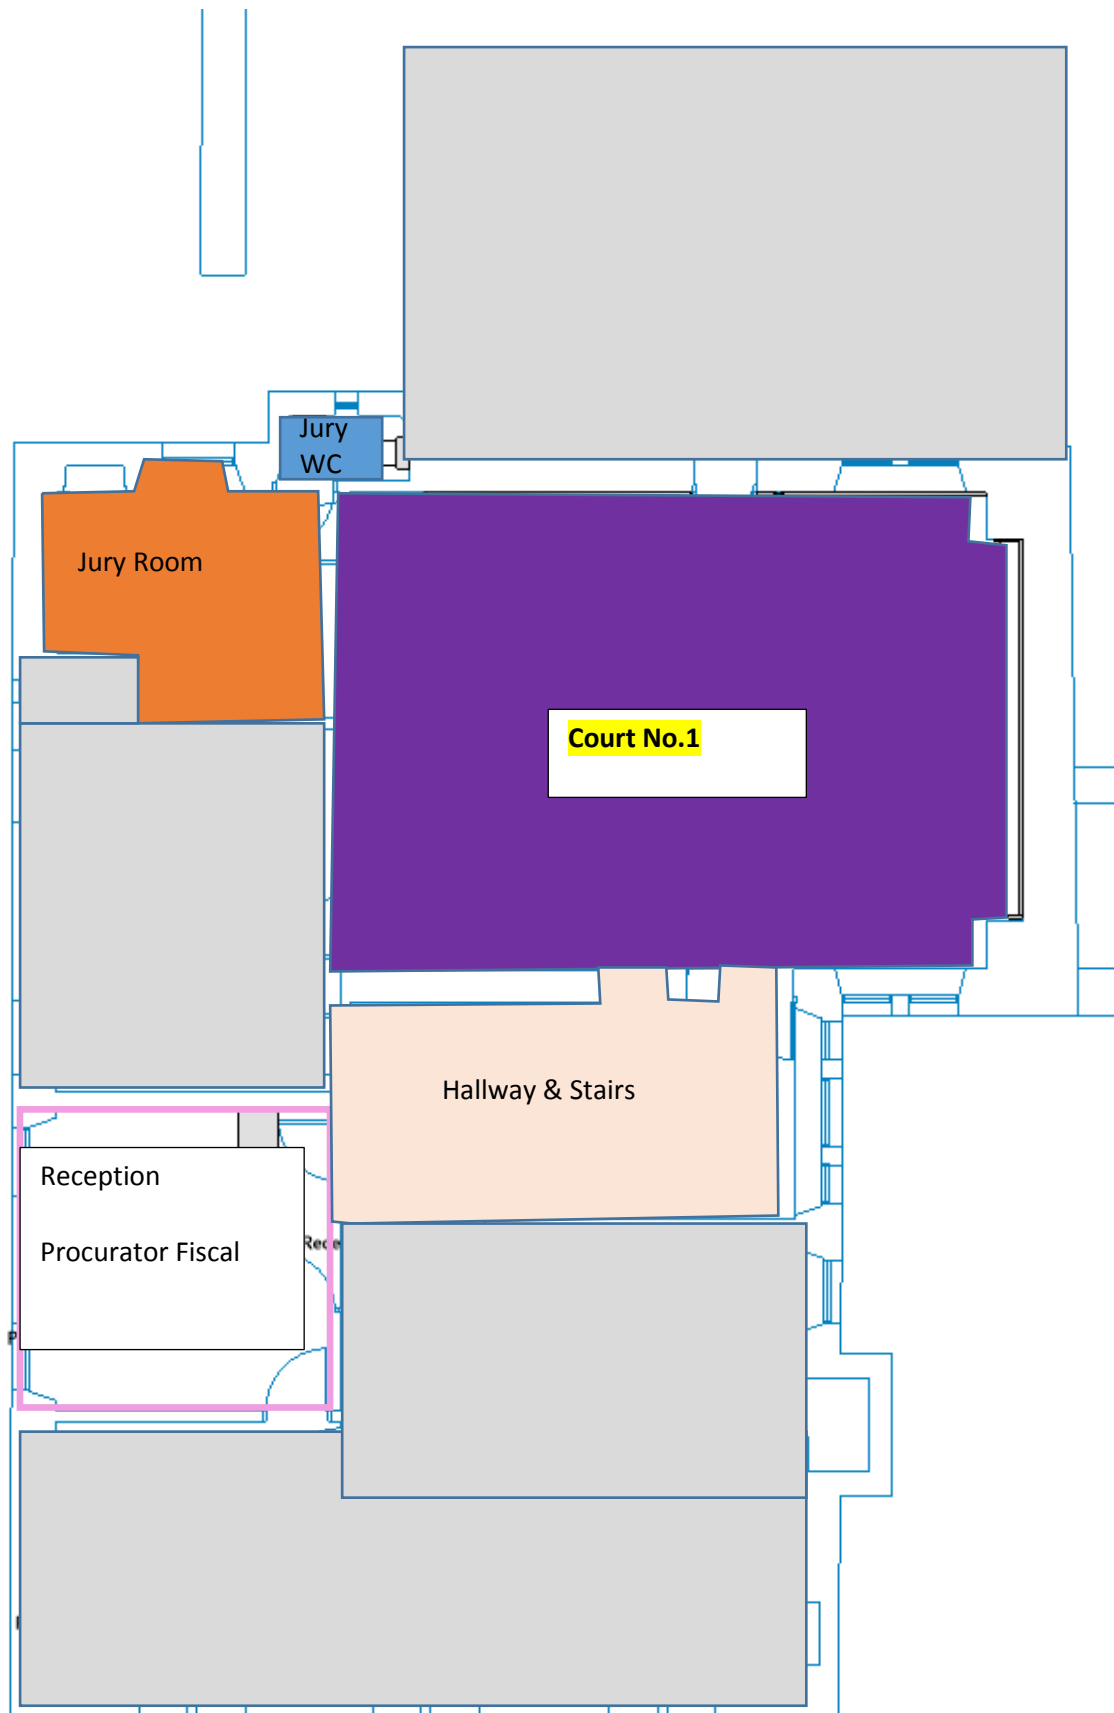 Jury
WC
Jury Room
Court No.1
Hallway & Stairs
Reception
Procurator Fiscal